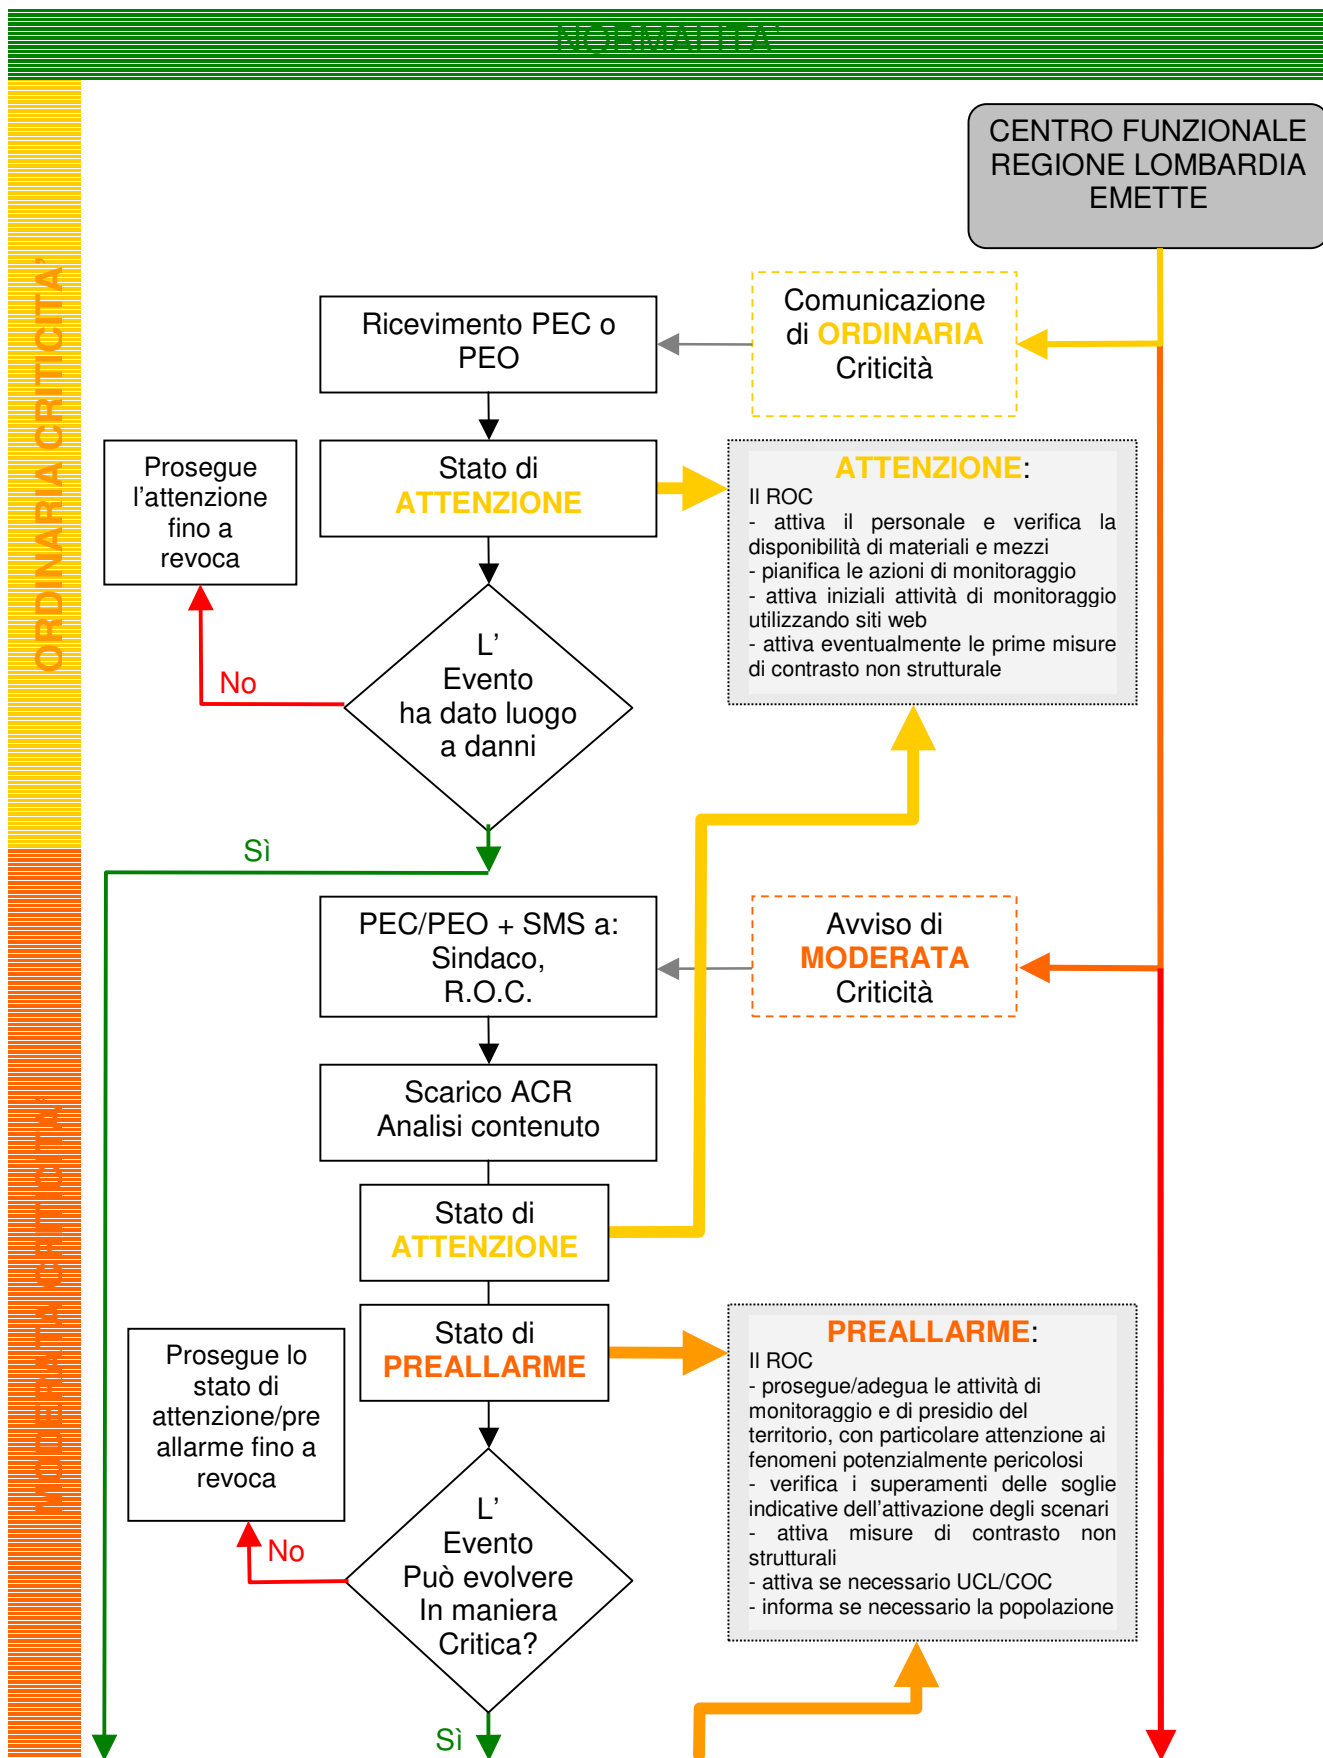 NORMALITA'
CENTRO FUNZIONALE
REGIONE LOMBARDIA
EMETTE
ORDINARIA CRITICITA'
Comunicazione
di ORDINARIA
Criticità
Ricevimento PEC o
PEO
Prosegue
l'attenzione
fino a
revoca
Stato di
ATTENZIONE
ATTENZIONE:
Il ROC
- attiva il personale e verifica la
disponibilità di materiali e mezzi
- pianifica le azioni di monitoraggio
- attiva iniziali attività di monitoraggio
utilizzando siti web
- attiva eventualmente le prime misure
di contrasto non strutturale
No
L'
Evento
ha dato luogo
a danni
Sì
MODERATA CRITICITA'
PEC/PEO + SMS a:
Sindaco,
R.O.C.
Avviso di
MODERATA
Criticità
Scarico ACR
Analisi contenuto
Stato di
ATTENZIONE
Stato di
PREALLARME
Prosegue lo
stato di
attenzione/pre
allarme fino a
revoca
PREALLARME:
Il ROC
- prosegue/adegua le attività di
monitoraggio e di presidio del
territorio, con particolare attenzione ai
fenomeni potenzialmente pericolosi
- verifica i superamenti delle soglie
indicative dell'attivazione degli scenari
- attiva misure di contrasto non
strutturali
- attiva se necessario UCL/COC
- informa se necessario la popolazione
No
L'
Evento
Può evolvere
In maniera
Critica?
Sì